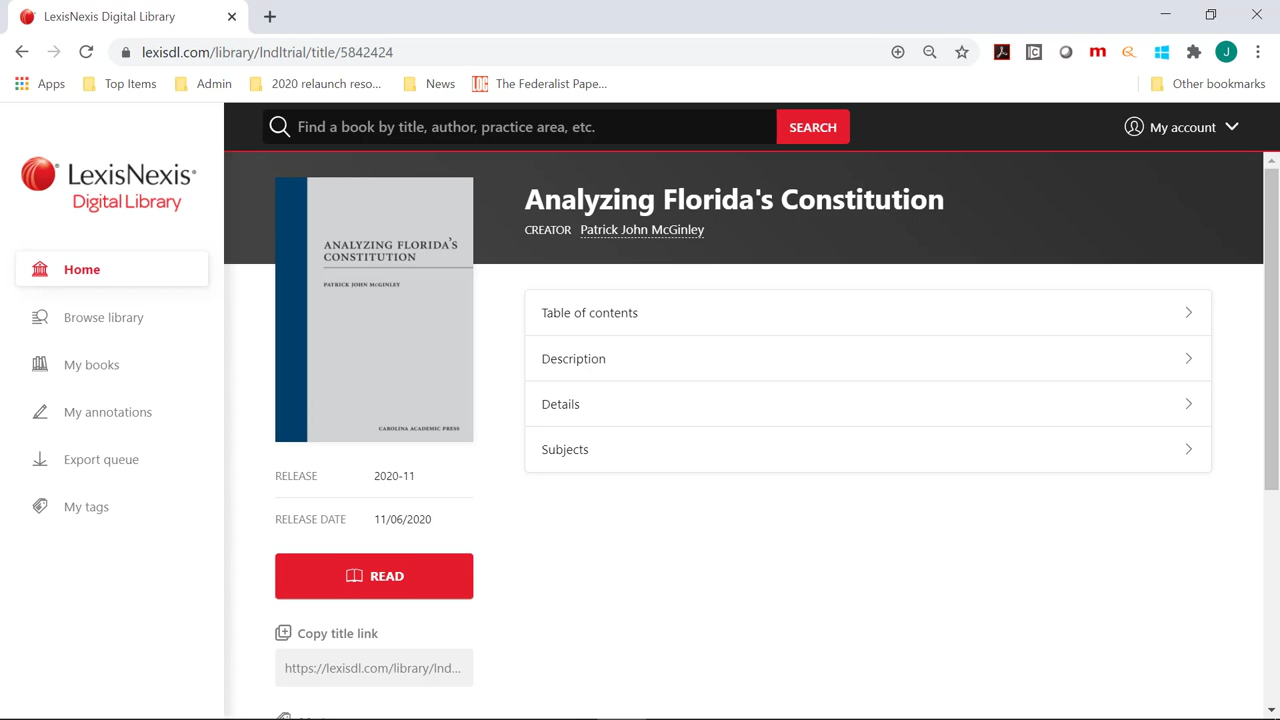 LexisNexis Digital Library
lexisdl.com/library/lndltrial/title/5842424
J
Apps
Top Items
Admin
2020 relaunch reso...
News
LOC
The Federalist Pape...
Other bookmarks
Find a book by title, author, practice area, etc.
SEARCH
My account
LexisNexis®
Digital Library
Home
Browse library
My books
My annotations
Export queue
My tags
ANALYZING FLORIDA'S
CONSTITUTION
PATRICK JOHN McGINLEY
CAROLINA ACADEMIC PRESS
RELEASE 2020-11
RELEASE DATE 11/06/2020
READ
Copy title link
https://lexisdl.com/library/lnd...
Analyzing Florida's Constitution
CREATOR Patrick John McGinley
Table of contents
Description
Details
Subjects